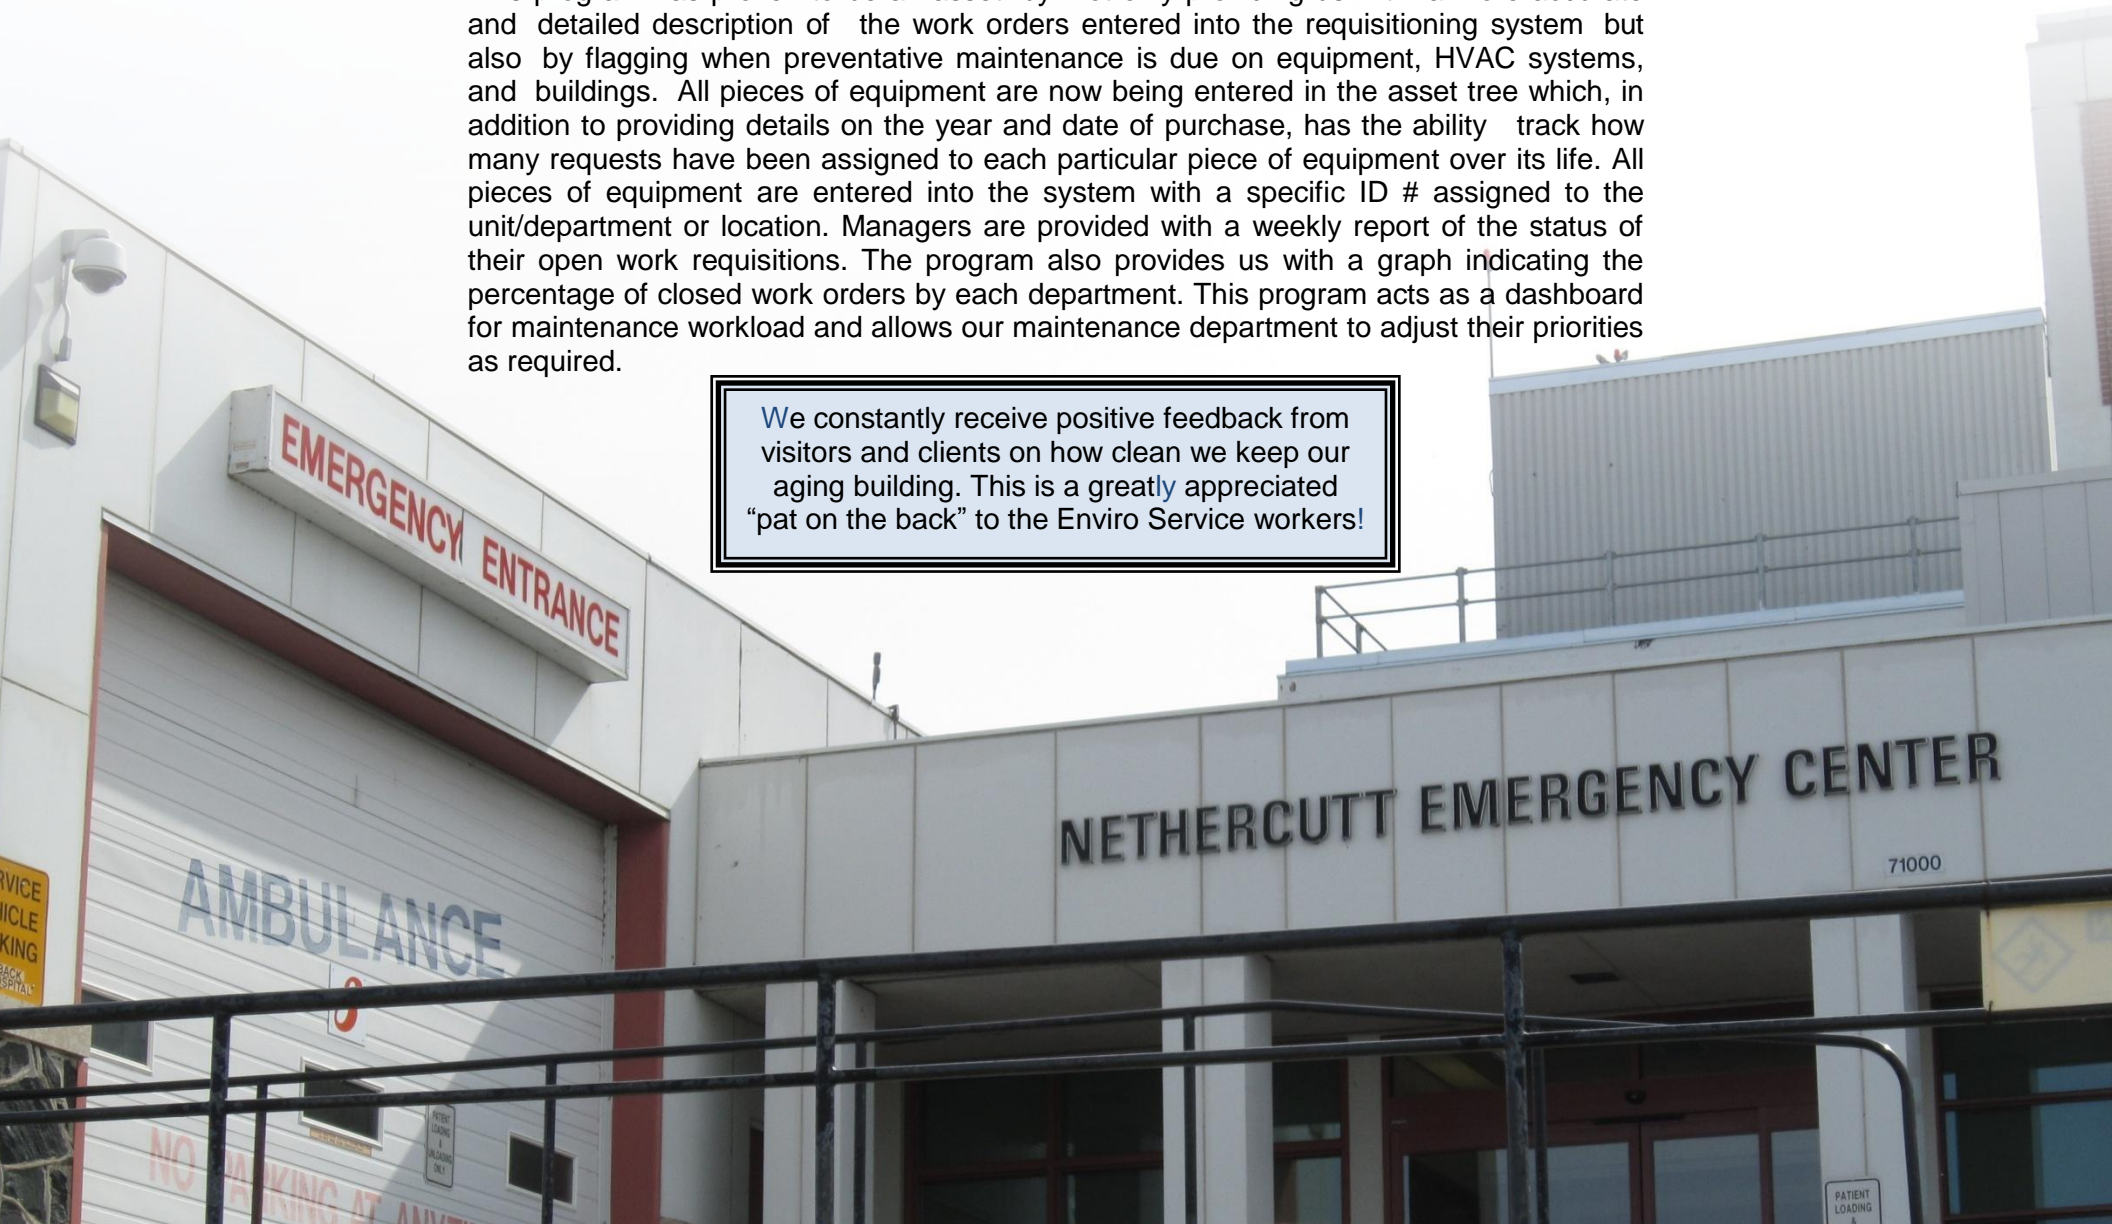 and detailed description of the work orders entered into the requisitioning system but
also by flagging when preventative maintenance is due on equipment, HVAC systems,
and buildings. All pieces of equipment are now being entered in the asset tree which, in
addition to providing details on the year and date of purchase, has the ability track how
many requests have been assigned to each particular piece of equipment over its life. All
pieces of equipment are entered into the system with a specific ID # assigned to the
unit/department or location. Managers are provided with a weekly report of the status of
their open work requisitions. The program also provides us with a graph indicating the
percentage of closed work orders by each department. This program acts as a dashboard
for maintenance workload and allows our maintenance department to adjust their priorities
as required.
We constantly receive positive feedback from
visitors and clients on how clean we keep our
aging building. This is a greatly appreciated
“pat on the back” to the Enviro Service workers!
EMERGENCY ENTRANCE
NETHERCUTT EMERGENCY CENTER
71000
AMBULANCE
PATIENT
LOADING
&
UNLOADING
ONLY
NO PARKING AT
PATIENT
LOADING
&